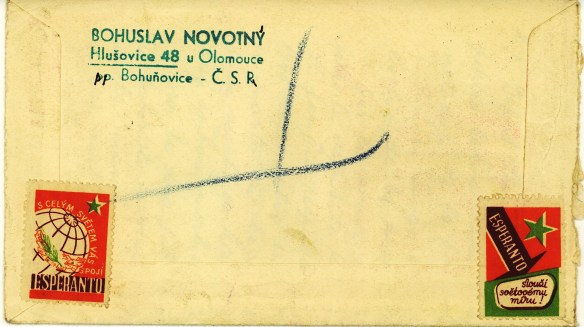 BOHUSLAV NOVOTNÝ
Hlušovice 48 u Olomouce
pp. Bohuňovice - Č.S.R.
S CELÝM SVĚTEM VÁS
SPOJÍ
ESPERANTO
ESPERANTO
slouží
světovému
míru!